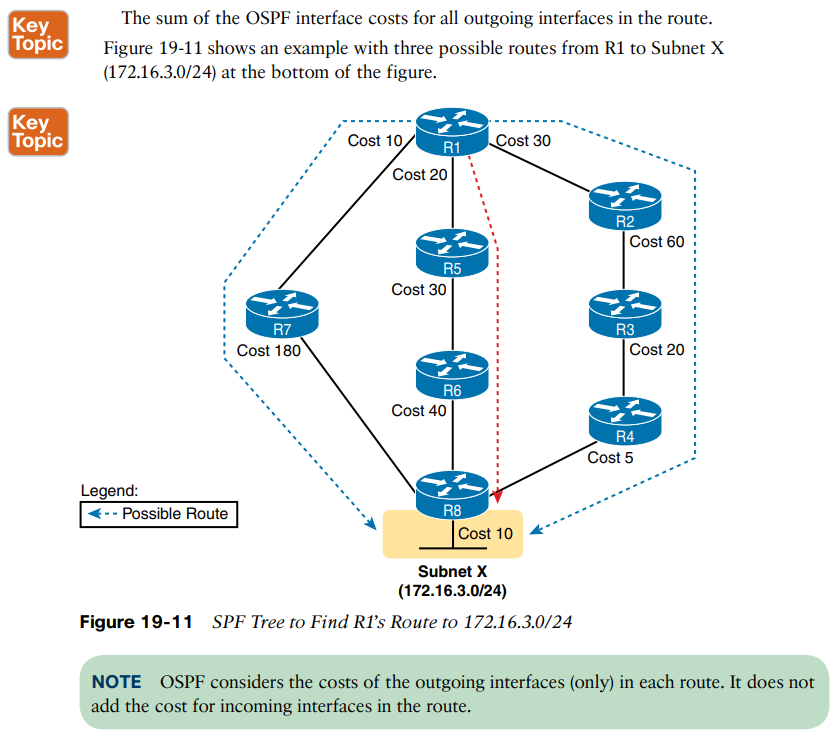 Key
Topic
The sum of the OSPF interface costs for all outgoing interfaces in the route.
Figure 19-11 shows an example with three possible routes from R1 to Subnet X
(172.16.3.0/24) at the bottom of the figure.
Key
Topic
Cost 10
R1
Cost 30
Cost 20
R2
Cost 60
R5
Cost 30
R7
R3
Cost 180
Cost 20
R6
Cost 40
R4
Cost 5
Legend:
Possible Route
R8
Cost 10
Subnet X
(172.16.3.0/24)
Figure 19-11 SPF Tree to Find R1's Route to 172.16.3.0/24
NOTE OSPF considers the costs of the outgoing interfaces (only) in each route. It does not
add the cost for incoming interfaces in the route.